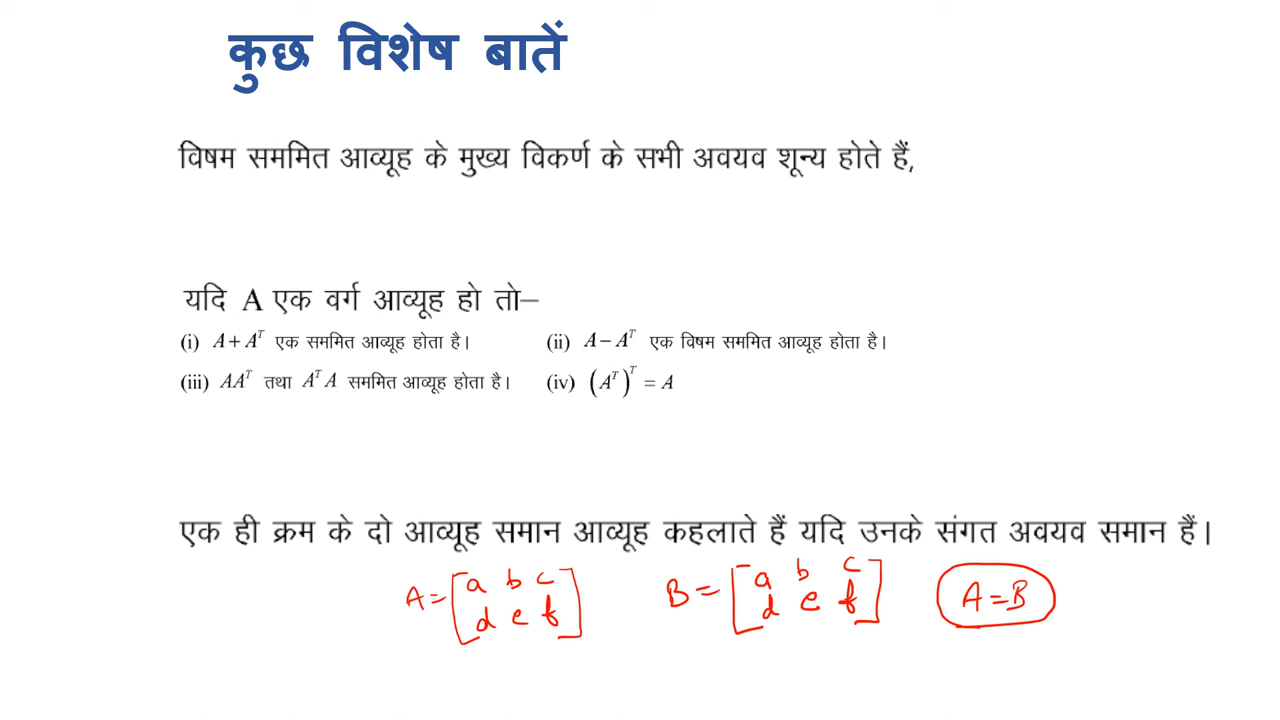 कुछ विशेष बातें
विषम सममित आव्यूह के मुख्य विकर्ण के सभी अवयव शून्य होते हैं,
यदि A एक वर्ग आव्यूह हो तो–
(i) A + A^T एक सममित आव्यूह होता है। (ii) A − A^T एक विषम सममित आव्यूह होता है।
(iii) AA^T तथा A^T A सममित आव्यूह होता है। (iv) (A^T)^T = A
एक ही क्रम के दो आव्यूह समान आव्यूह कहलाते हैं यदि उनके संगत अवयव समान हैं।
A = [a b c B = [a b c A = B
d e f] d e f]